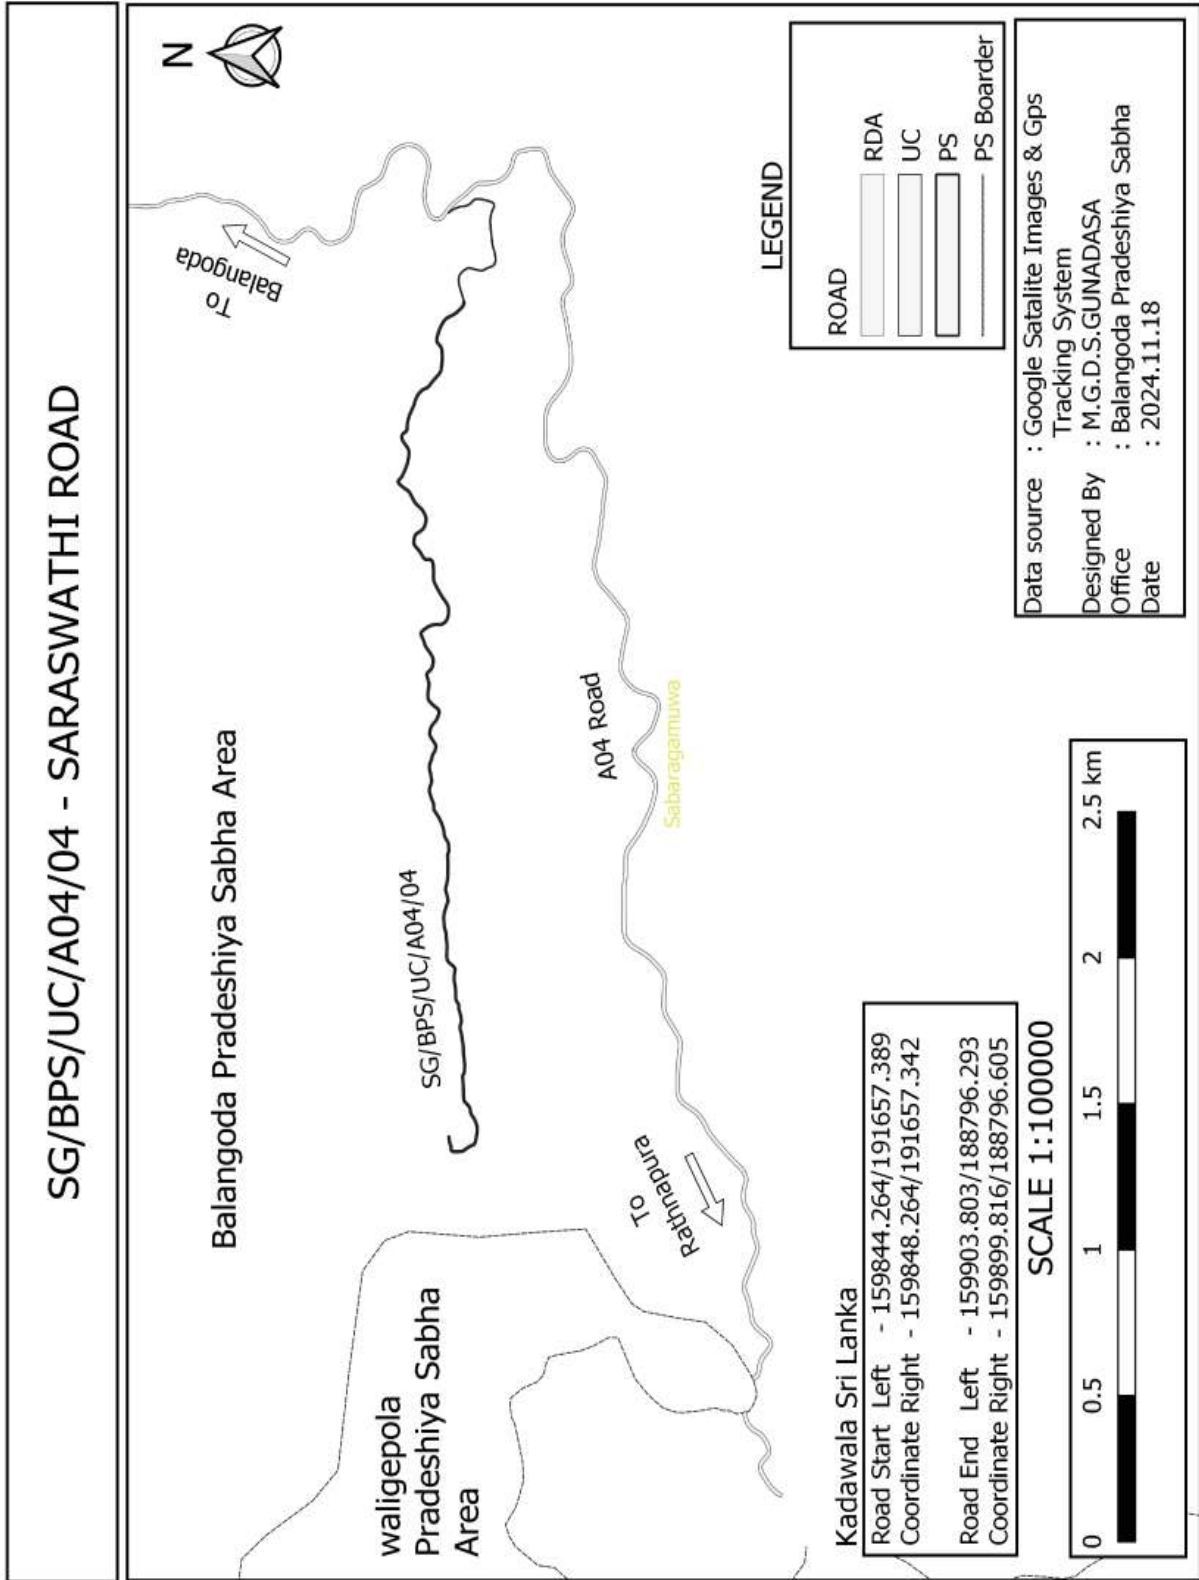 SG/BPS/UC/A04/04 - SARASWATHI ROAD
N
To
Balangoda
Balangoda Pradeshiya Sabha Area
SG/BPS/UC/A04/04
A04 Road
Sabaragamuwa
To
Rathnapura
waligepola
Pradeshiya Sabha
Area
LEGEND
ROAD
RDA
UC
PS
PS Boarder
Kadawala Sri Lanka
Road Start Left - 159844.264/191657.389
Coordinate Right - 159848.264/191657.342
Road End Left - 159903.803/188796.293
Coordinate Right - 159899.816/188796.605
Data source : Google Satalite Images & Gps
Tracking System
Designed By : M.G.D.S.GUNADASA
Office : Balangoda Pradeshiya Sabha
Date : 2024.11.18
SCALE 1:100000
0 0.5 1 1.5 2 2.5 km